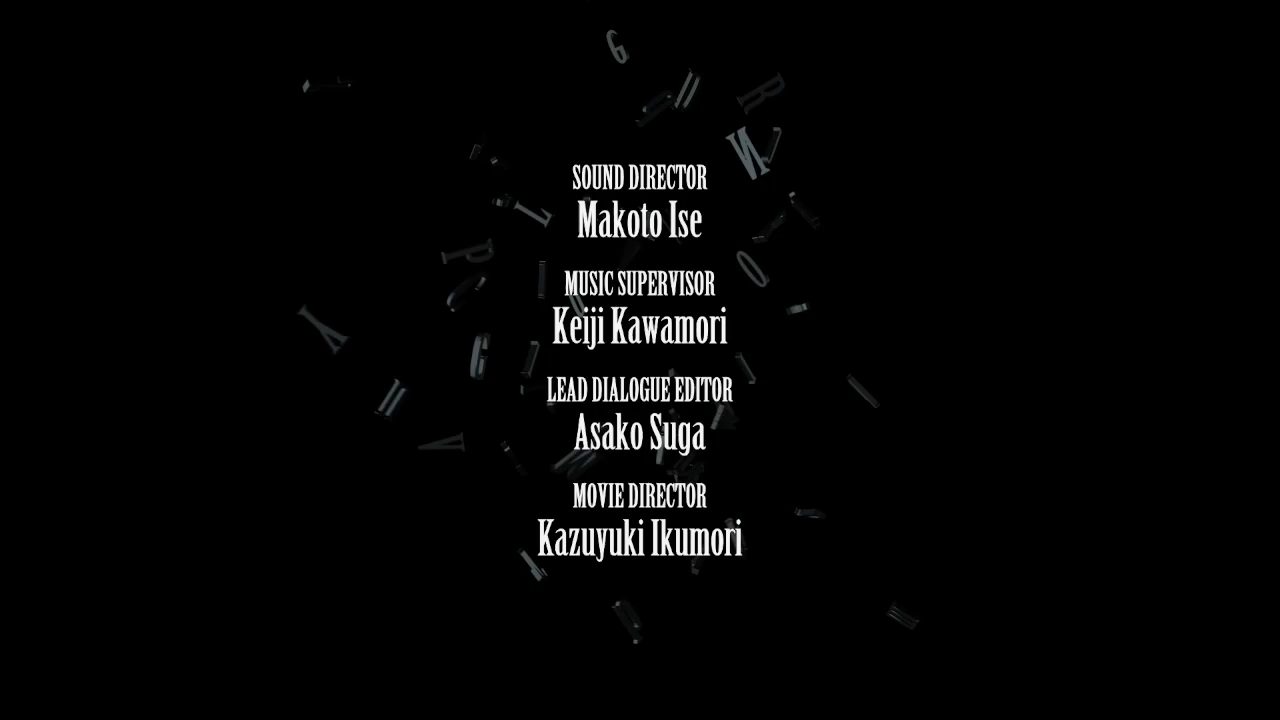 SOUND DIRECTOR
Makoto Ise
MUSIC SUPERVISOR
Keiji Kawamori
LEAD DIALOGUE EDITOR
Asako Suga
MOVIE DIRECTOR
Kazuyuki Ikumori